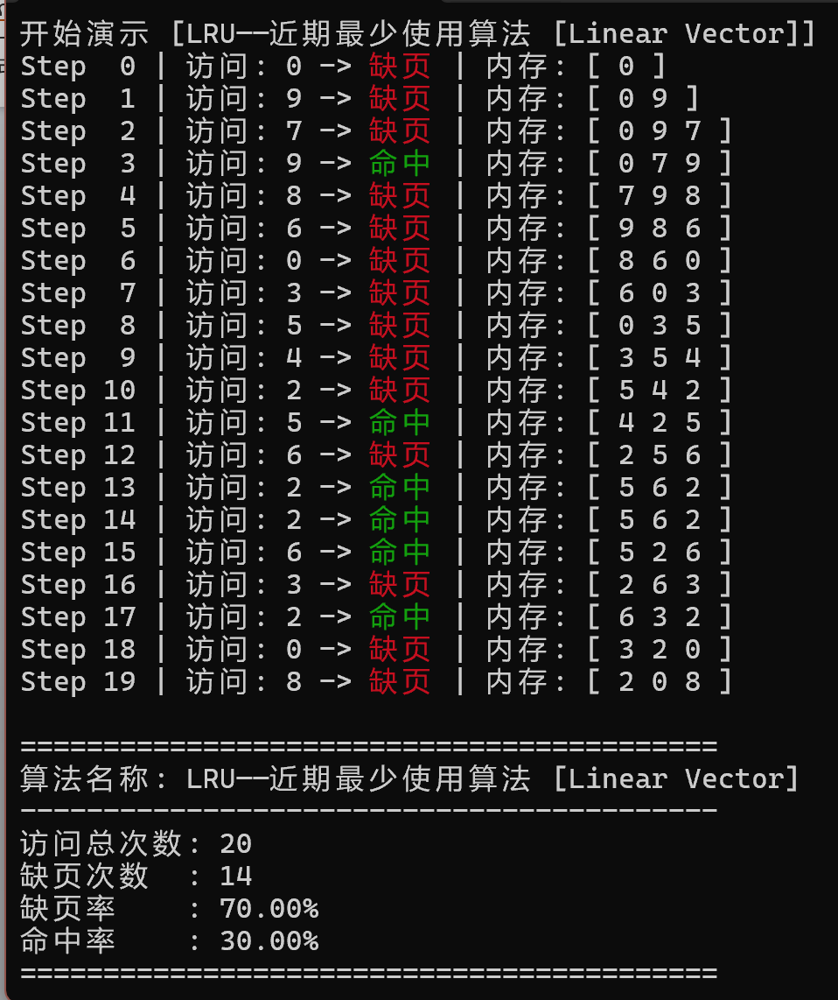 开始演示 [LRU——近期最少使用算法 [Linear Vector]]
Step  0 | 访问: 0 -> 缺页 | 内存: [ 0 ]
Step  1 | 访问: 9 -> 缺页 | 内存: [ 0 9 ]
Step  2 | 访问: 7 -> 缺页 | 内存: [ 0 9 7 ]
Step  3 | 访问: 9 -> 命中 | 内存: [ 0 7 9 ]
Step  4 | 访问: 8 -> 缺页 | 内存: [ 7 9 8 ]
Step  5 | 访问: 6 -> 缺页 | 内存: [ 9 8 6 ]
Step  6 | 访问: 0 -> 缺页 | 内存: [ 8 6 0 ]
Step  7 | 访问: 3 -> 缺页 | 内存: [ 6 0 3 ]
Step  8 | 访问: 5 -> 缺页 | 内存: [ 0 3 5 ]
Step  9 | 访问: 4 -> 缺页 | 内存: [ 3 5 4 ]
Step 10 | 访问: 2 -> 缺页 | 内存: [ 5 4 2 ]
Step 11 | 访问: 5 -> 命中 | 内存: [ 4 2 5 ]
Step 12 | 访问: 6 -> 缺页 | 内存: [ 2 5 6 ]
Step 13 | 访问: 2 -> 命中 | 内存: [ 5 6 2 ]
Step 14 | 访问: 2 -> 命中 | 内存: [ 5 6 2 ]
Step 15 | 访问: 6 -> 命中 | 内存: [ 5 2 6 ]
Step 16 | 访问: 3 -> 缺页 | 内存: [ 2 6 3 ]
Step 17 | 访问: 2 -> 命中 | 内存: [ 6 3 2 ]
Step 18 | 访问: 0 -> 缺页 | 内存: [ 3 2 0 ]
Step 19 | 访问: 8 -> 缺页 | 内存: [ 2 0 8 ]
==========================================
算法名称: LRU——近期最少使用算法 [Linear Vector]
------------------------------------------
访问总次数: 20
缺页次数  : 14
缺页率    : 70.00%
命中率    : 30.00%
==========================================